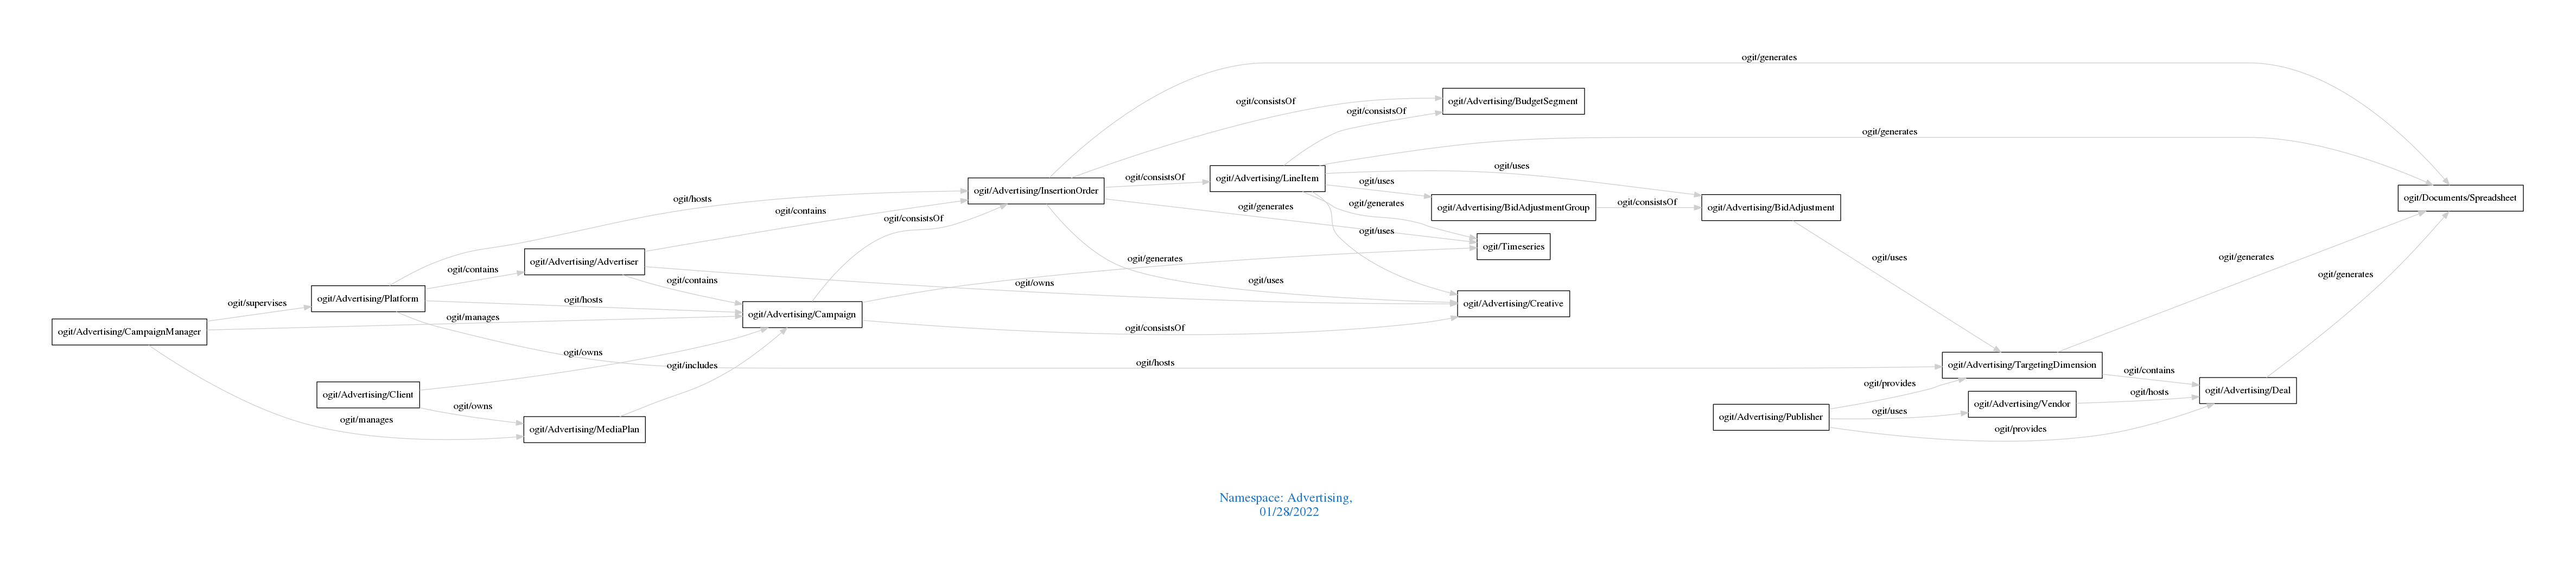 ogit/generates
ogit/Advertising/BudgetSegment
ogit/consistsOf
ogit/consistsOf
ogit/generates
ogit/uses
ogit/Advertising/LineItem
ogit/consistsOf
ogit/uses
ogit/Advertising/InsertionOrder
ogit/hosts
ogit/Documents/Spreadsheet
ogit/generates
ogit/generates
ogit/Advertising/BidAdjustmentGroup
ogit/consistsOf
ogit/Advertising/BidAdjustment
ogit/contains
ogit/consistsOf
ogit/uses
ogit/Timeseries
ogit/generates
ogit/uses
ogit/generates
ogit/Advertising/Advertiser
ogit/contains
ogit/contains
ogit/owns
ogit/uses
ogit/generates
ogit/Advertising/Platform
ogit/supervises
ogit/hosts
ogit/Advertising/Creative
ogit/manages
ogit/Advertising/Campaign
ogit/Advertising/CampaignManager
ogit/consistsOf
ogit/owns
ogit/includes
ogit/hosts
ogit/Advertising/TargetingDimension
ogit/contains
ogit/provides
ogit/Advertising/Client
ogit/Advertising/Deal
ogit/hosts
ogit/owns
ogit/uses
ogit/Advertising/Vendor
ogit/manages
ogit/Advertising/Publisher
ogit/Advertising/MediaPlan
ogit/provides
Namespace: Advertising,
01/28/2022